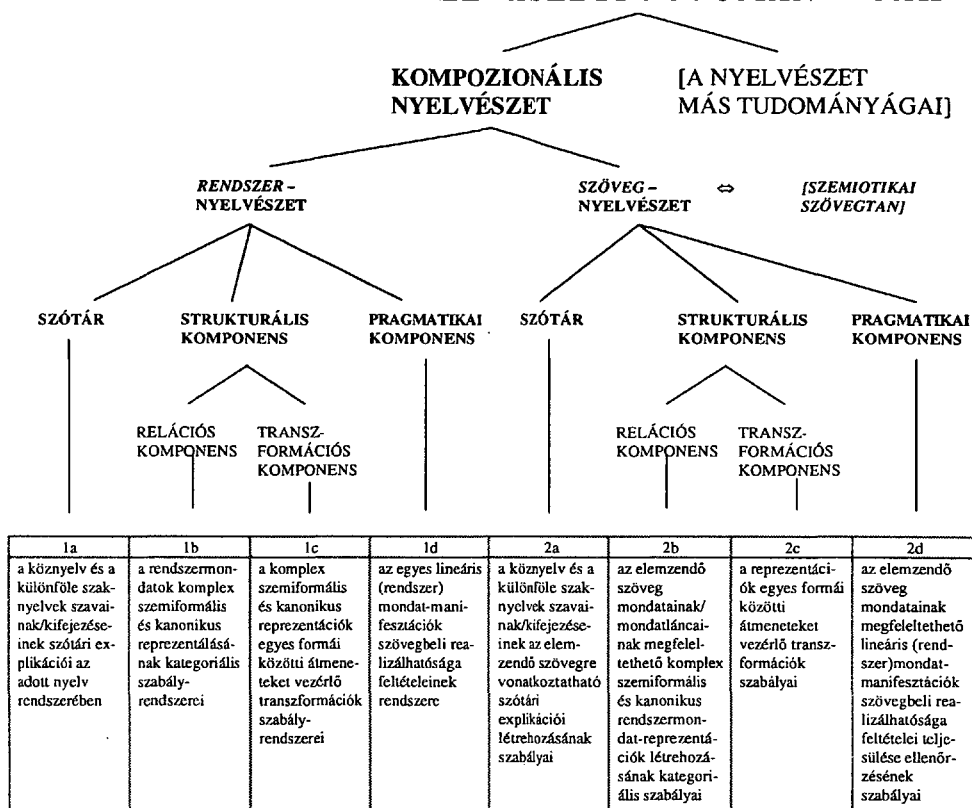 KOMPOZIONÁLIS [A NYELVÉSZET
NYELVÉSZET MÁS TUDOMÁNYÁGAI]
RENDSZER – SZÖVEG – ⇔ [SZEMIOTIKAI
NYELVÉSZET NYELVÉSZET SZÖVEGTAN]
SZÓTÁR STRUKTURÁLIS PRAGMATIKAI SZÓTÁR STRUKTURÁLIS PRAGMATIKAI
KOMPONENS KOMPONENS KOMPONENS KOMPONENS
RELÁCIÓS TRANSZ- RELÁCIÓS TRANSZ-
KOMPONENS FORMÁCIÓS KOMPONENS FORMÁCIÓS
KOMPONENS KOMPONENS
1a
a köznyelv és a
különföle szak-
nyelvek szavai-
nak/kifejezése-
inek szótári ex-
plikációi az
adott nyelv
rendszerében
1b
a rendszermon-
datok komplex
szemiformális
és kanonikus
reprezentálásá-
nak kategoriális
szabály-
rendszerei
1c
a komplex
szemiformális
és kanonikus
reprezentációk
egyes formái
közötti átmene-
teket vezérlő
transzformációk
szabály-
rendszerei
1d
az egyes lineáris
(rendszer)
mondat-mani-
fesztációk
szövegbeli rea-
lizálhatósága
feltételeinek
rendszere
2a
a köznyelv és a
különföle szak-
nyelvek szavai-
nak/kifejezése-
inek az elem-
zendő szövegre
vonatkoztatható
szótári
explikációi
létrehozásának
szabályai
2b
az elemzendő
szöveg
mondatainak/
mondatláncai-
nak megfelel-
tethető komplex
szemiformális
és kanonikus
rendszermon-
dat-reprezentá-
ciók létrehozá-
sának kategori-
ális szabályai
2c
a reprezentáci-
ók egyes formái
közötti
átmeneteket
vezérlő transz-
formációk
szabályai
2d
az elemzendő
szöveg
mondatainak
megfeleltethető
lineáris (rend-
szer)mondat-
manifesztációk
szövegbeli rea-
lizálhatósága
feltételei telje-
sülése ellenőr-
zésének
szabályai